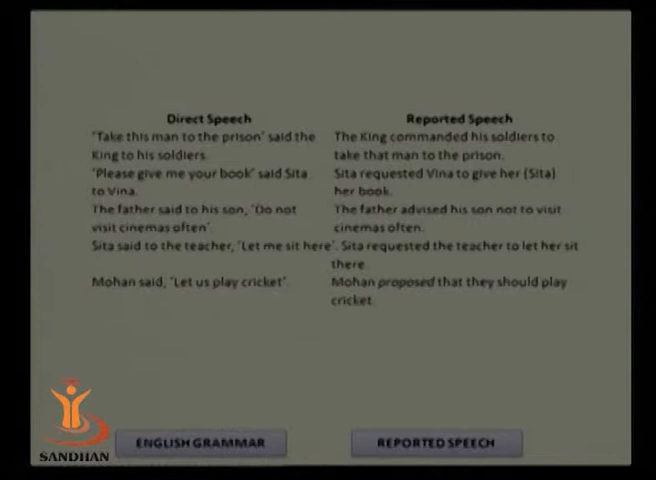 Direct Speech
Reported Speech
'Take this man to the prison' said the
King to his soldiers.
The King commanded his soldiers to
take that man to the prison.
'Please give me your book' said Sita
to Vina.
Sita requested Vina to give her (Sita)
her book.
The father said to his son, 'Do not
visit cinemas often'.
The father advised his son not to visit
cinemas often.
Sita said to the teacher, 'Let me sit here'.
Sita requested the teacher to let her sit
there.
Mohan said, 'Let us play cricket'.
Mohan proposed that they should play
cricket.
SANDHAN
ENGLISH GRAMMAR
REPORTED SPEECH